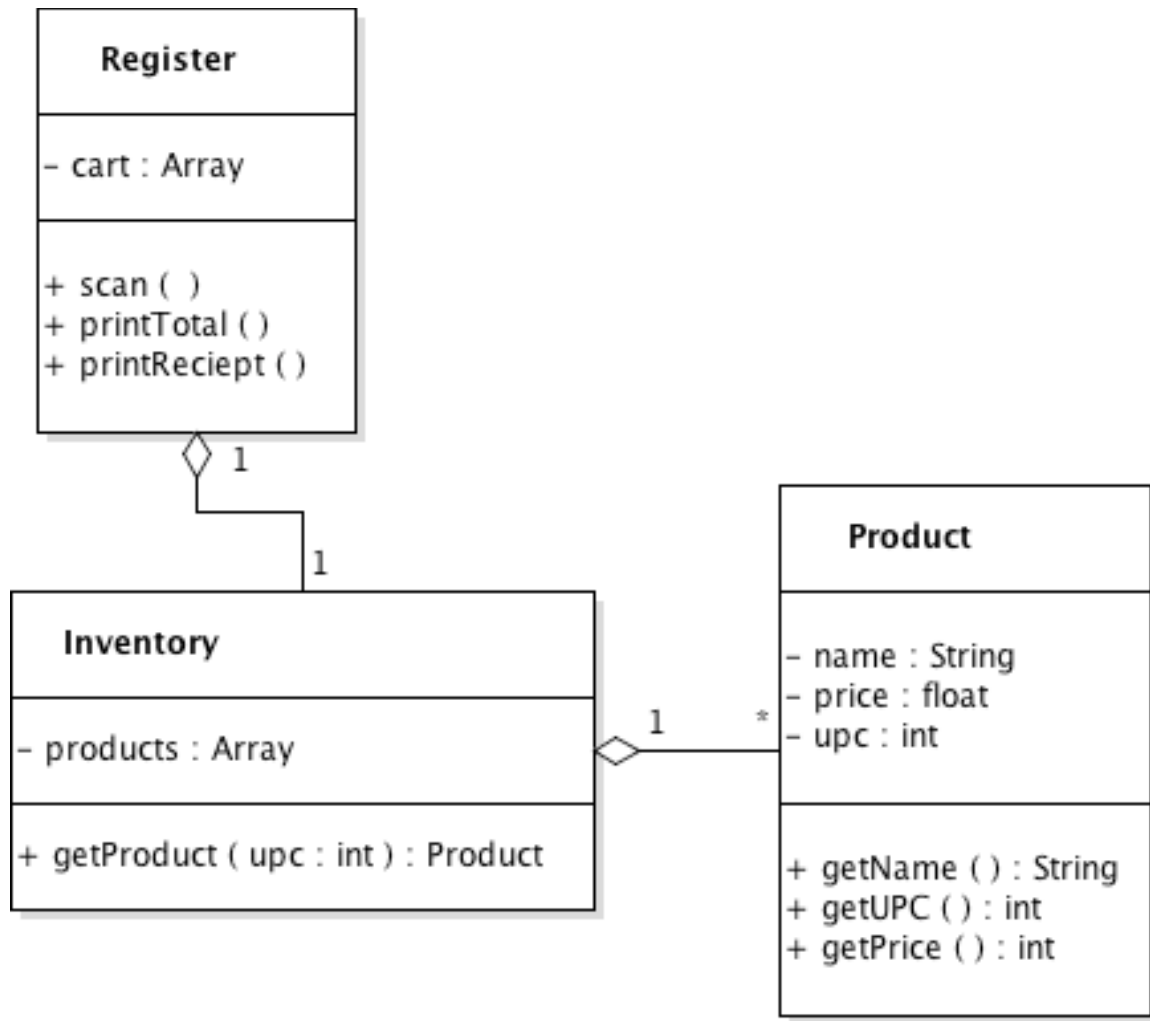 Register
- cart : Array
+ scan ( )
+ printTotal ( )
+ printReciept ( )
1
1
Inventory
- products : Array
+ getProduct ( upc : int ) : Product
1
*
Product
- name : String
- price : float
- upc : int
+ getName ( ) : String
+ getUPC ( ) : int
+ getPrice ( ) : int